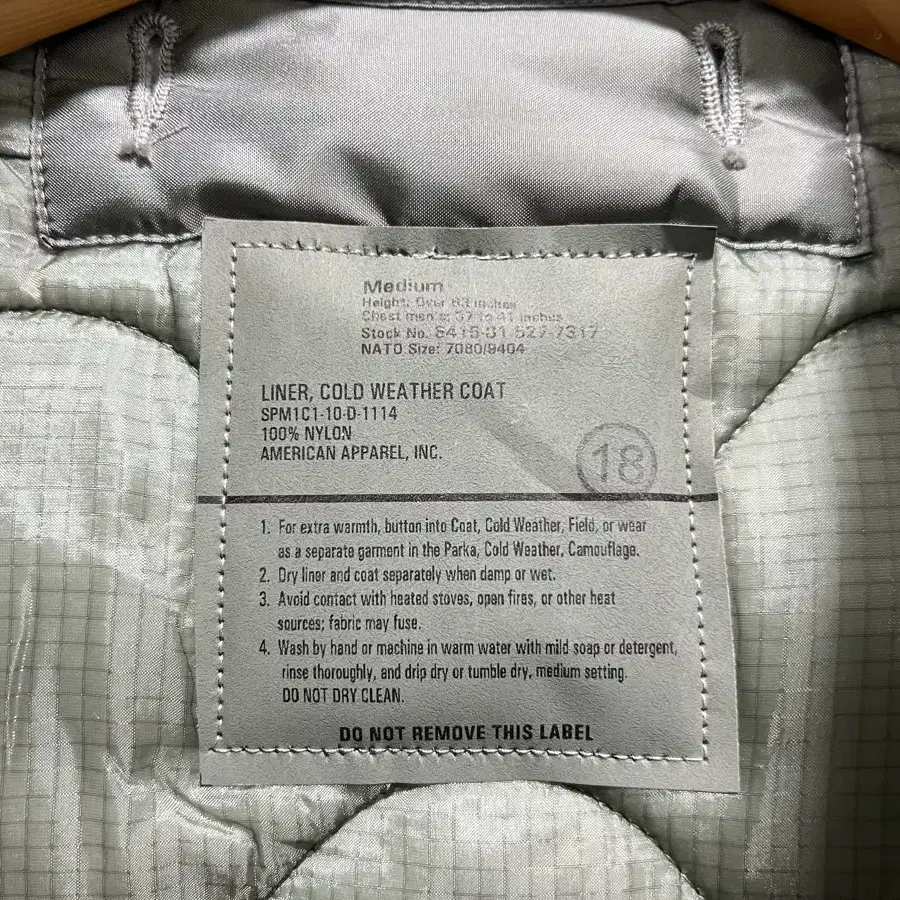 Medium
Height: Over 63 inches
Chest men's: 37 to 41 inches
Stock No. 8415-01-527-7317
NATO Size: 7080/9404
LINER, COLD WEATHER COAT
SPM1C1-10-D-1114
100% NYLON
AMERICAN APPAREL, INC.
18
1. For extra warmth, button into Coat, Cold Weather, Field, or wear
as a separate garment in the Parka, Cold Weather, Camouflage.
2. Dry liner and coat separately when damp or wet.
3. Avoid contact with heated stoves, open fires, or other heat
sources; fabric may fuse.
4. Wash by hand or machine in warm water with mild soap or detergent,
rinse thoroughly, and drip dry or tumble dry, medium setting.
DO NOT DRY CLEAN.
DO NOT REMOVE THIS LABEL